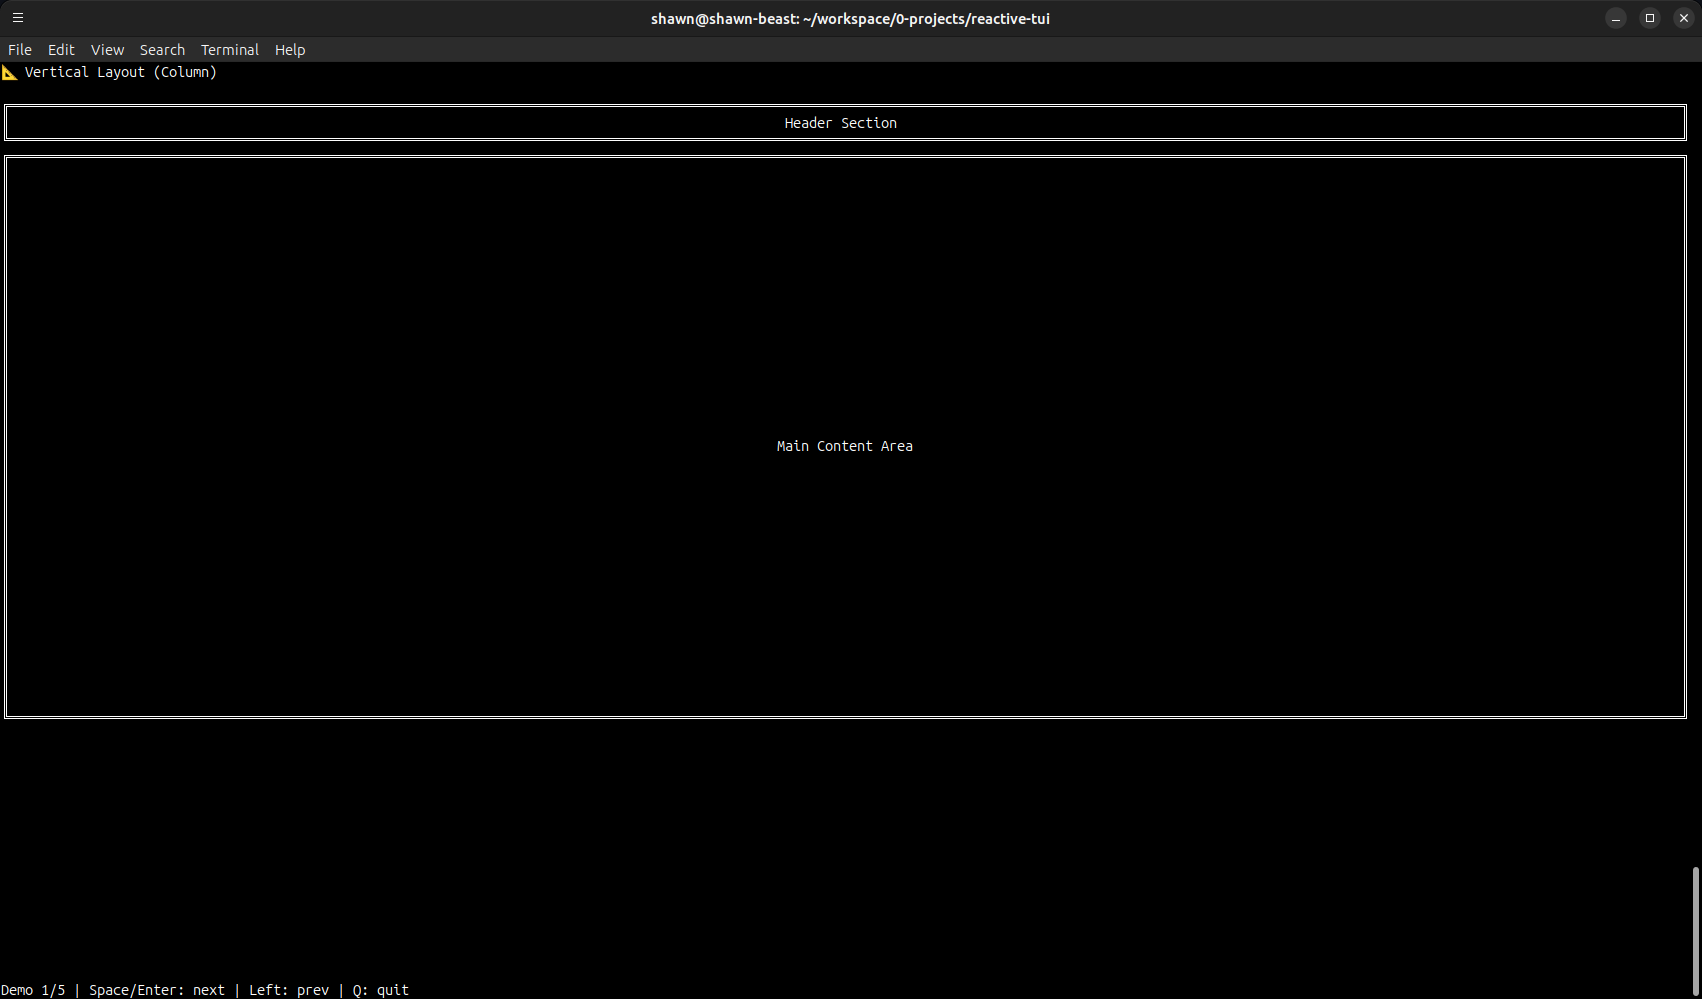 shawn@shawn-beast: ~/workspace/0-projects/reactive-tui
File Edit View Search Terminal Help
📐 Vertical Layout (Column)
Header Section
Main Content Area
Demo 1/5 | Space/Enter: next | Left: prev | Q: quit